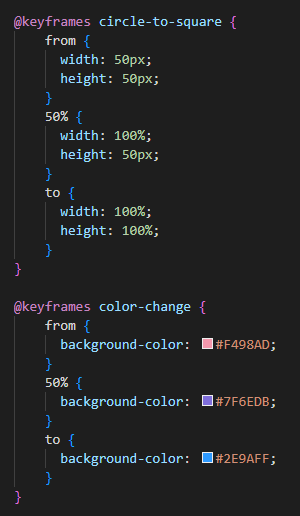 @keyframes circle-to-square {
from {
width: 50px;
height: 50px;
}
50% {
width: 100%;
height: 50px;
}
to {
width: 100%;
height: 100%;
}
}
@keyframes color-change {
from {
background-color: #F498AD;
}
50% {
background-color: #7F6EDB;
}
to {
background-color: #2E9AFF;
}
}